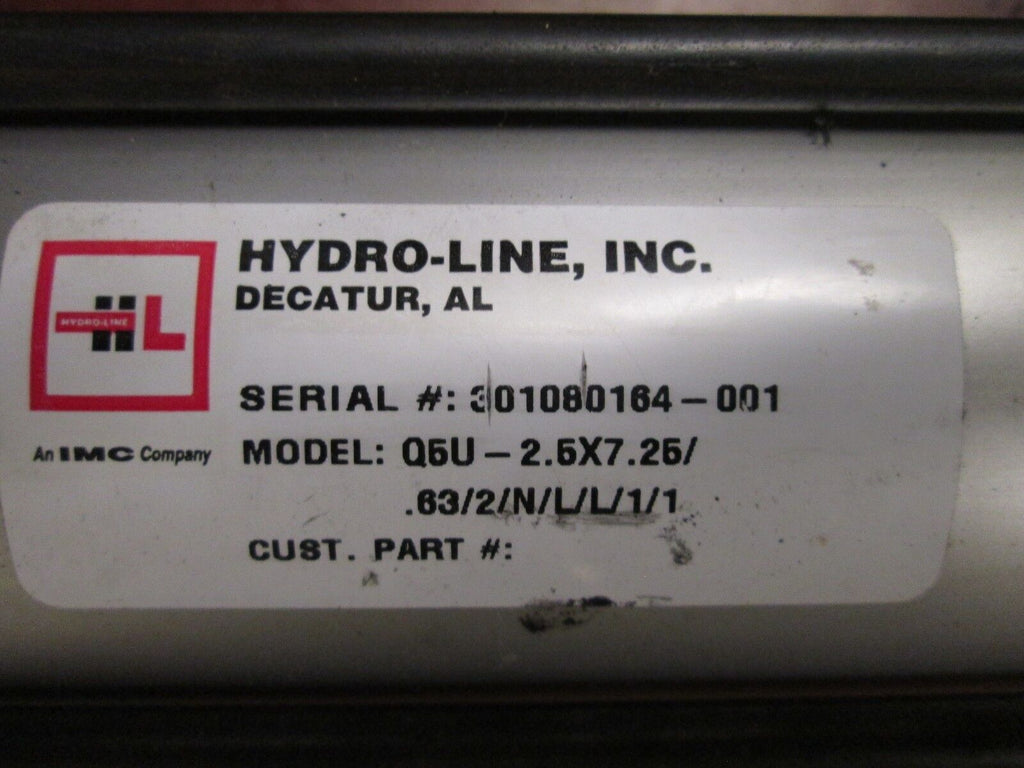 HYDRO-LINE, INC.
DECATUR, AL
HYDRO-LINE
HL
An IMC Company
SERIAL #: 301080164-001
MODEL: Q5U-2.5X7.25/
.63/2/N/L/L/1/1
CUST. PART #: